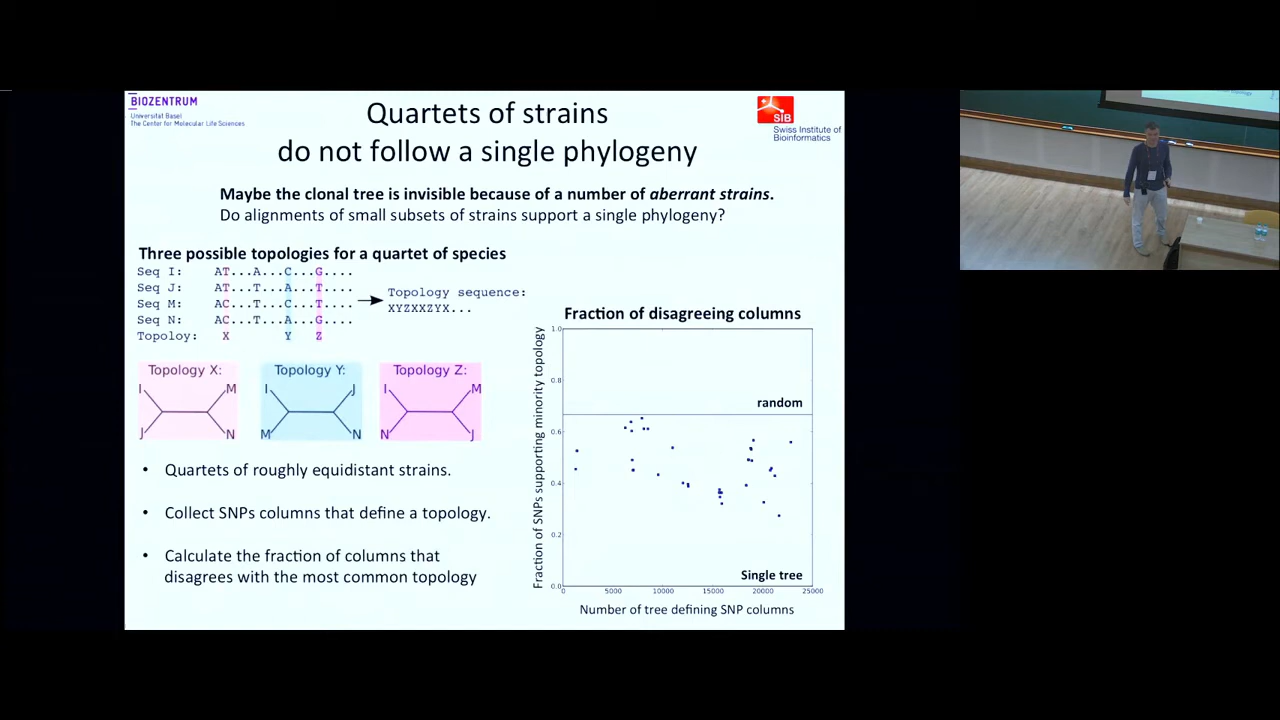 BIOZENTRUM
Universität Basel
The Center for Molecular Life Sciences
Quartets of strains
do not follow a single phylogeny
SIB
Swiss Institute of
Bioinformatics
Maybe the clonal tree is invisible because of a number of aberrant strains.
Do alignments of small subsets of strains support a single phylogeny?
Three possible topologies for a quartet of species
Seq I: AT...A...C...G....
Seq J: AT...T...A...T....
Seq M: AC...T...C...T....
Seq N: AC...T...A...G....
Topoloy: X Y Z
Topology sequence:
XYZXXZYX...
Topology X:
I M
J N
Topology Y:
I J
M N
Topology Z:
I M
N J
• Quartets of roughly equidistant strains.
• Collect SNPs columns that define a topology.
• Calculate the fraction of columns that
disagrees with the most common topology
Fraction of disagreeing columns
Fraction of SNPs supporting minority topology
1.0
0.8
random
0.6
0.4
0.2
Single tree
0.0
0 5000 10000 15000 20000 25000
Number of tree defining SNP columns